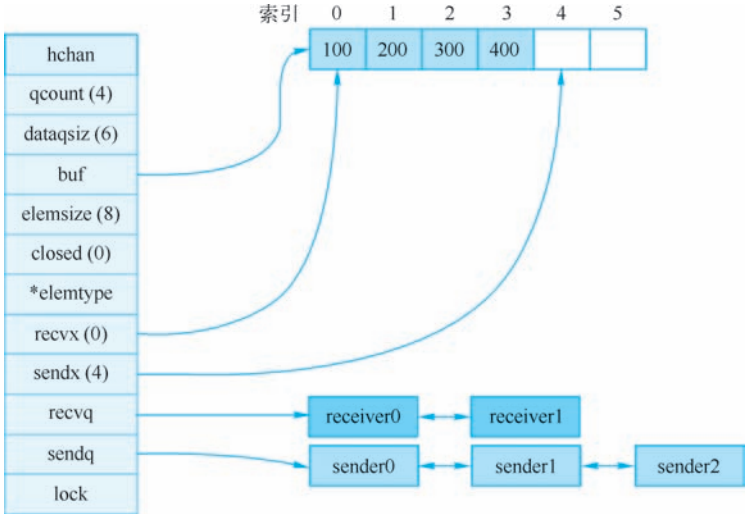 索引 0 1 2 3 4 5
100 200 300 400
hchan
qcount (4)
dataqsiz (6)
buf
elemsize (8)
closed (0)
*elemtype
recvx (0)
sendx (4)
recvq
sendq
lock
receiver0 receiver1
sender0 sender1 sender2